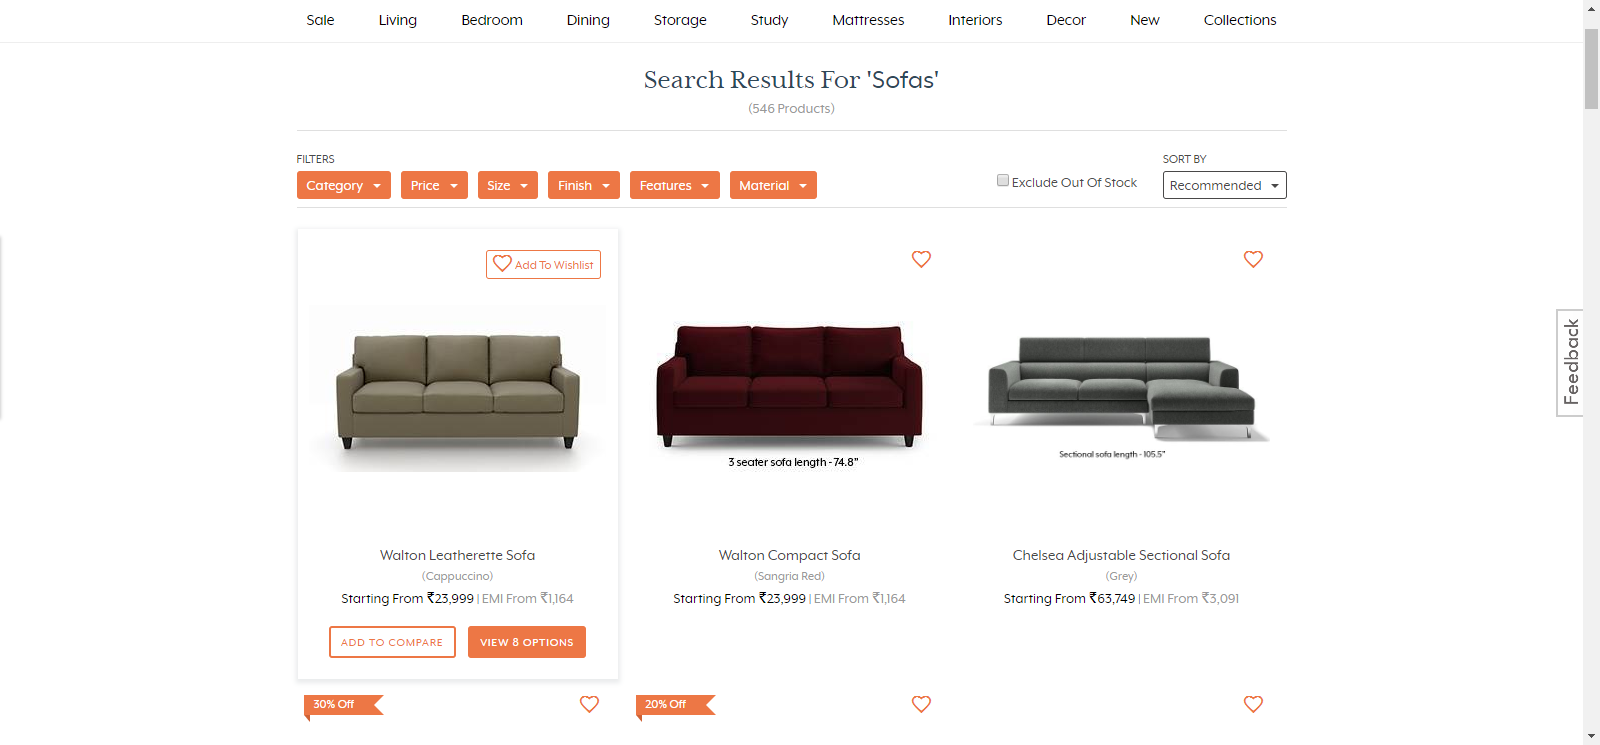 Sale Living Bedroom Dining Storage Study Mattresses Interiors Decor New Collections
Search Results For 'Sofas'
(546 Products)
FILTERS
SORT BY
Category Price Size Finish Features Material
Exclude Out Of Stock
Recommended
Add To Wishlist
Feedback
3 seater sofa length - 74.8"
Sectional sofa length - 105.5"
Walton Leatherette Sofa
(Cappuccino)
Starting From ₹23,999 | EMI From ₹1,164
ADD TO COMPARE
VIEW 8 OPTIONS
Walton Compact Sofa
(Sangria Red)
Starting From ₹23,999 | EMI From ₹1,164
Chelsea Adjustable Sectional Sofa
(Grey)
Starting From ₹63,749 | EMI From ₹3,091
30% Off
20% Off